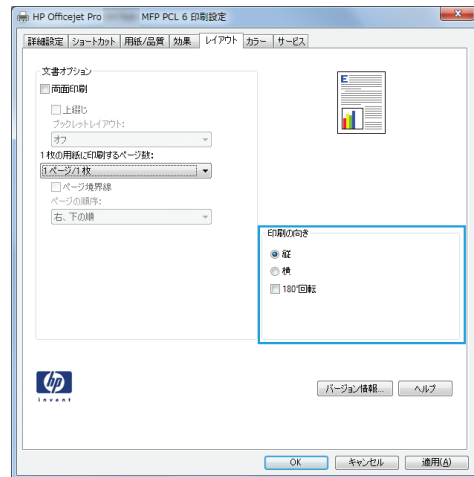 HP Officejet Pro MFP PCL 6 印刷設定
詳細設定 ショートカット 用紙/品質 効果 レイアウト カラー サービス
文書オプション
両面印刷
上綴じ
ブックレットレイアウト:
オフ
1 枚の用紙に印刷するページ数:
1 ページ/1 枚
ページ境界線
ページの順序:
右、下の順
E
印刷の向き
縦
横
180°回転
hp
invent
バージョン情報... ヘルプ
OK キャンセル 適用(A)